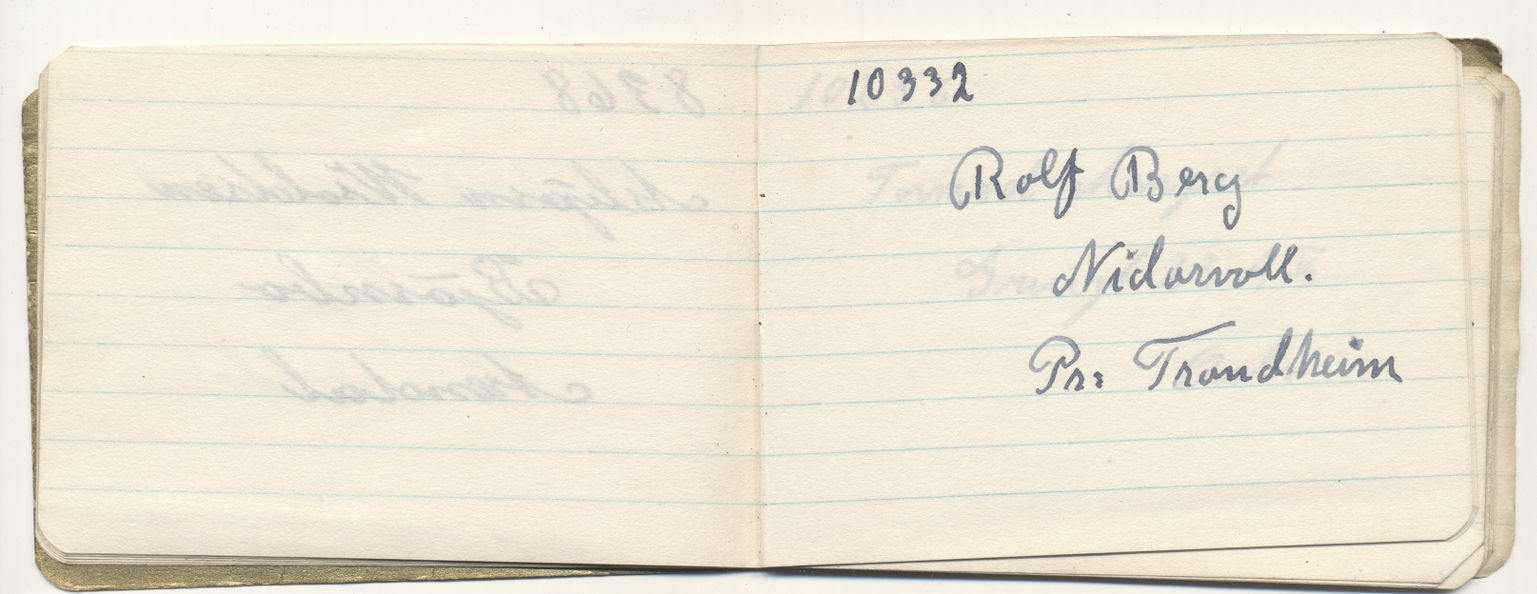 10332
Rolf Berg
Nidarvoll.
Pr: Trondheim